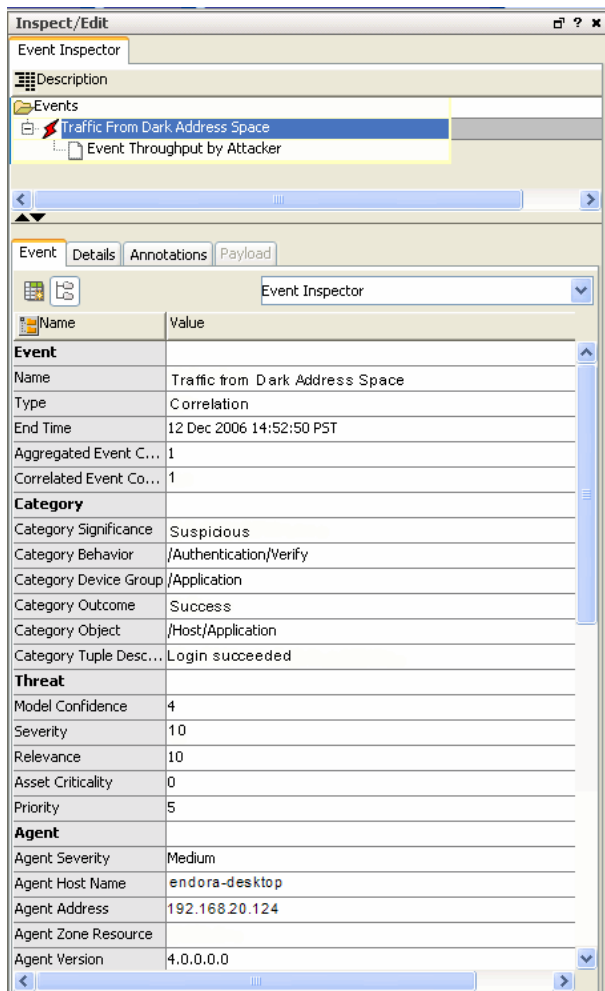 Inspect/Edit
Event Inspector
Description
Events
Traffic From Dark Address Space
Event Throughput by Attacker
Event Details Annotations Payload
Event Inspector
Name Value
Event
Name Traffic from Dark Address Space
Type Correlation
End Time 12 Dec 2006 14:52:50 PST
Aggregated Event C... 1
Correlated Event Co... 1
Category
Category Significance Suspicious
Category Behavior /Authentication/Verify
Category Device Group /Application
Category Outcome Success
Category Object /Host/Application
Category Tuple Desc... Login succeeded
Threat
Model Confidence 4
Severity 10
Relevance 10
Asset Criticality 0
Priority 5
Agent
Agent Severity Medium
Agent Host Name endora-desktop
Agent Address 192.168.20.124
Agent Zone Resource
Agent Version 4.0.0.0.0